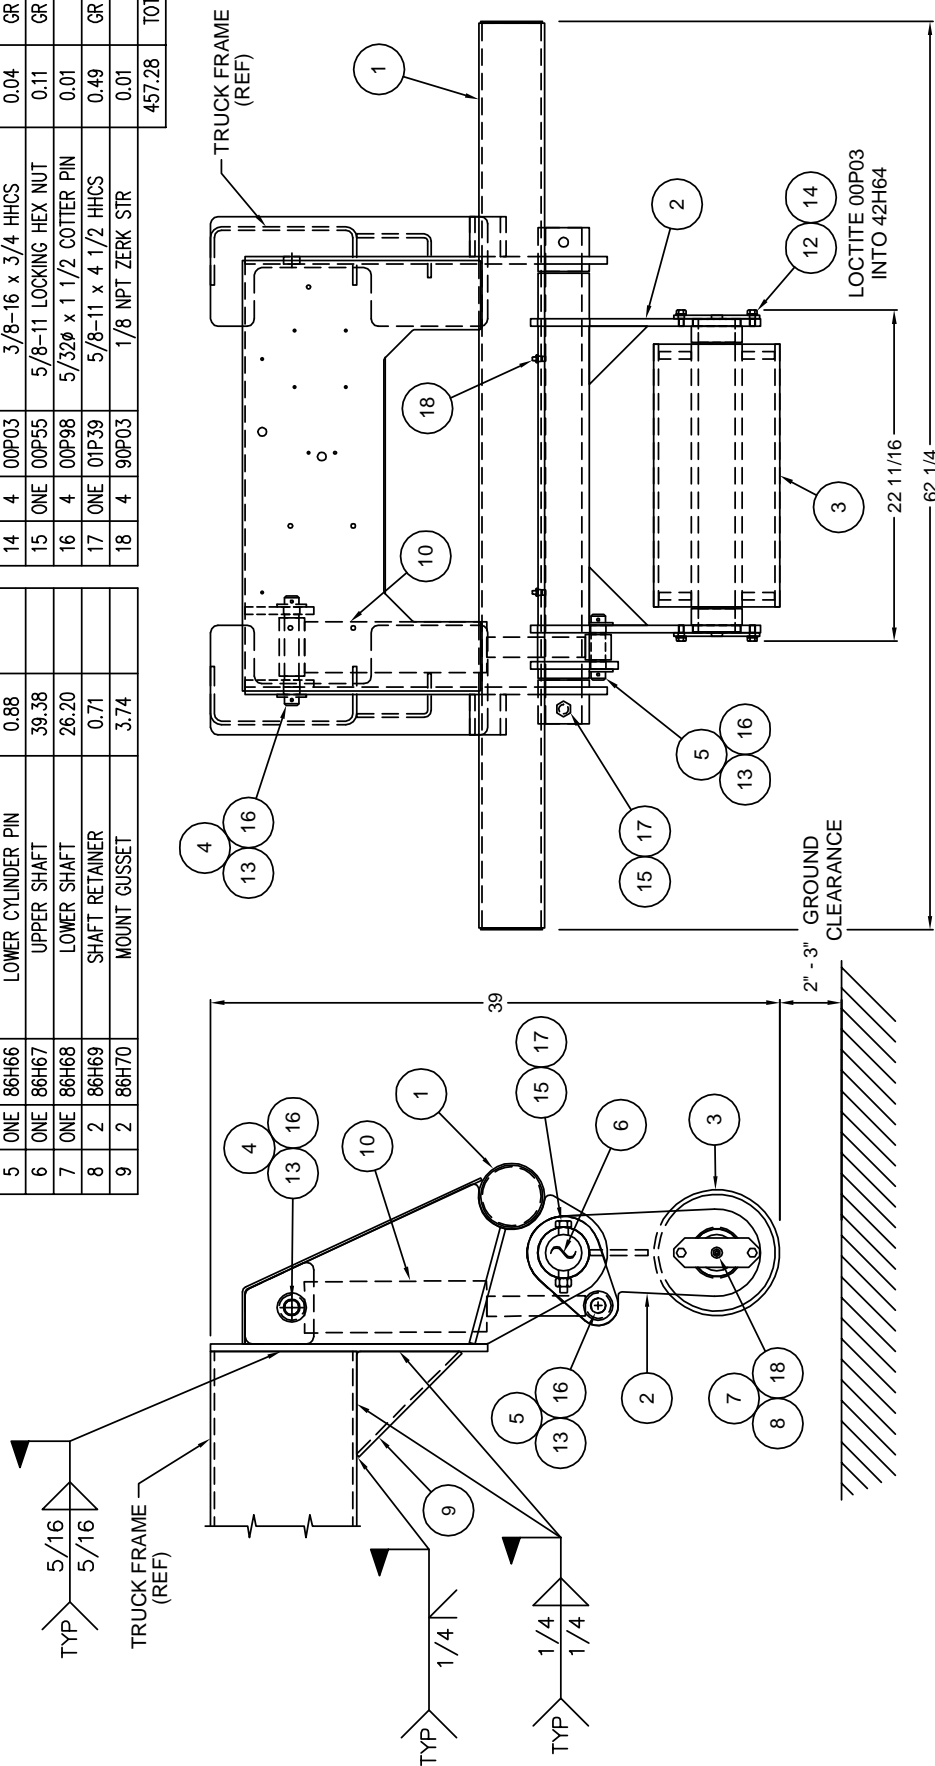 5 ONE 86H66 LOWER CYLINDER PIN 0.88
6 ONE 86H67 UPPER SHAFT 39.38
7 ONE 86H68 LOWER SHAFT 26.20
8 2 86H69 SHAFT RETAINER 0.71
9 2 86H70 MOUNT GUSSET 3.74
14 4 00P03 3/8-16 x 3/4 HHCS 0.04 GR
15 ONE 00P55 5/8-11 LOCKING HEX NUT 0.11 GR
16 4 00P98 5/32ø x 1 1/2 COTTER PIN 0.01
17 ONE 01P39 5/8-11 x 4 1/2 HHCS 0.49 GR
18 4 90P03 1/8 NPT ZERK STR 0.01
457.28 TOT
TYP
5/16
5/16
TRUCK FRAME
(REF)
TYP
1/4
TYP
1/4
1/4
9
4
13 16
10
1
39
15 17
6
3
5
13 16
2
7
8 18
2" - 3" GROUND
CLEARANCE
TRUCK FRAME
(REF)
1
4
13 16
10
18
2
12 14
LOCTITE 00P03
INTO 42H64
15 17
5
13 16
3
22 11/16
62 1/4